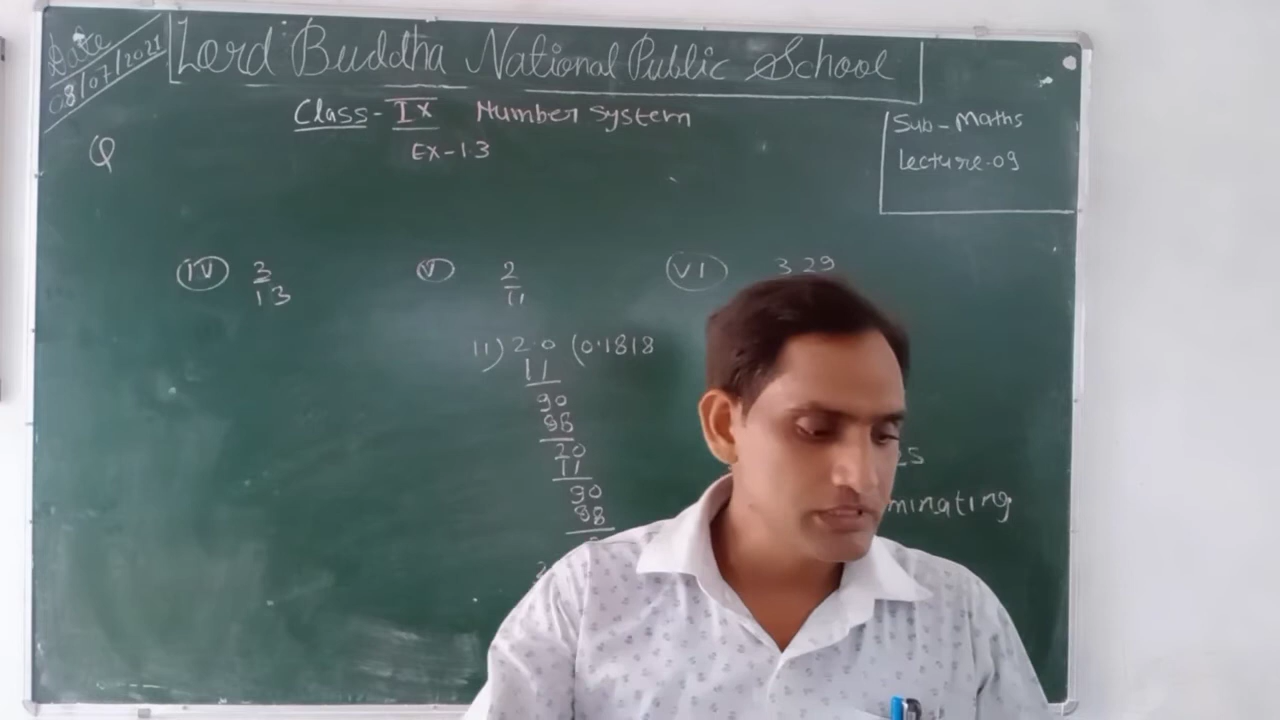 Date
08/07/2021
Lord Buddha National Public School
Class - IX Number System
EX-1.3
Sub - Maths
Lecture-09
Q
IV 3
13
V 2
11
VI 3 29
11) 2.0 (0.1818
11
90
88
20
11
90
88
minating